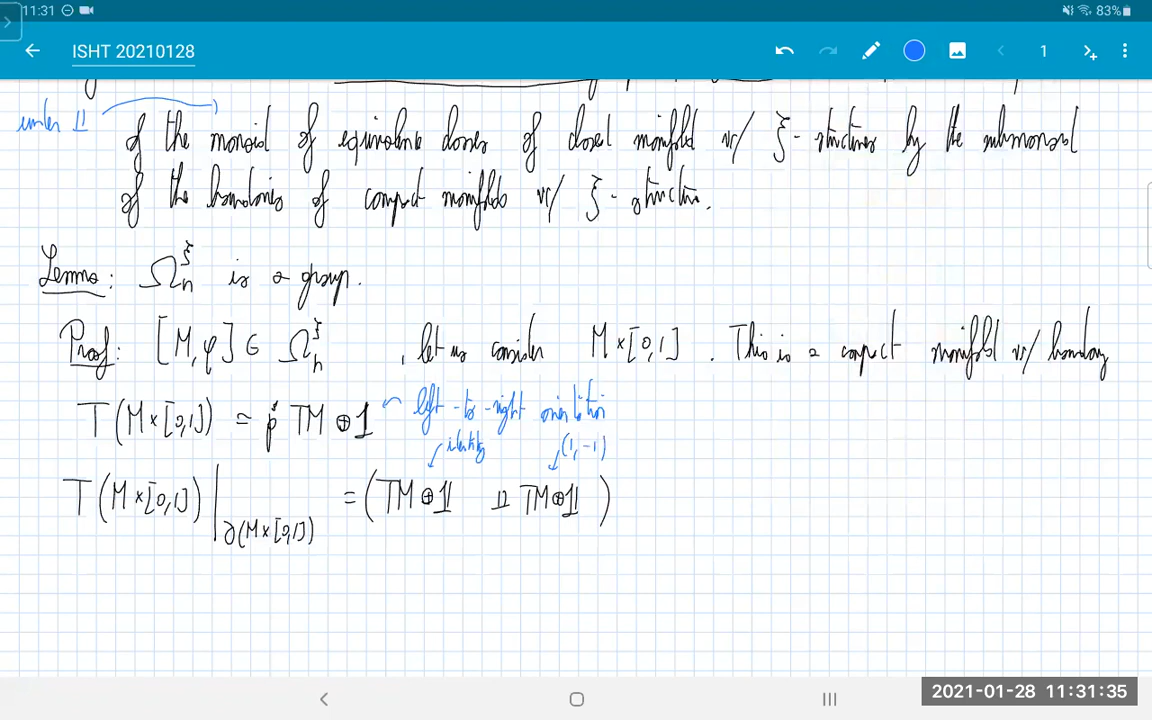 11:31
83%
ISHT 20210128
1
under ⨿
of the monoid of equivalence classes of closed manifold w/ ξ-structures by the submonoid
of the boundaries of compact manifolds w/ ξ-structure.
Lemma: Ω_n^ξ is a group.
Proof: [M,φ] ∈ Ω_n^ξ, let us consider M×[0,1]. This is a compact manifold w/ boundary
T(M×[0,1]) = p* TM ⊕ 𝟙 left-to-right orientation
identity (1,-1)
T(M×[0,1])|_∂(M×[0,1]) = (TM⊕𝟙 ⨿ TM⊕𝟙)
2021-01-28 11:31:35